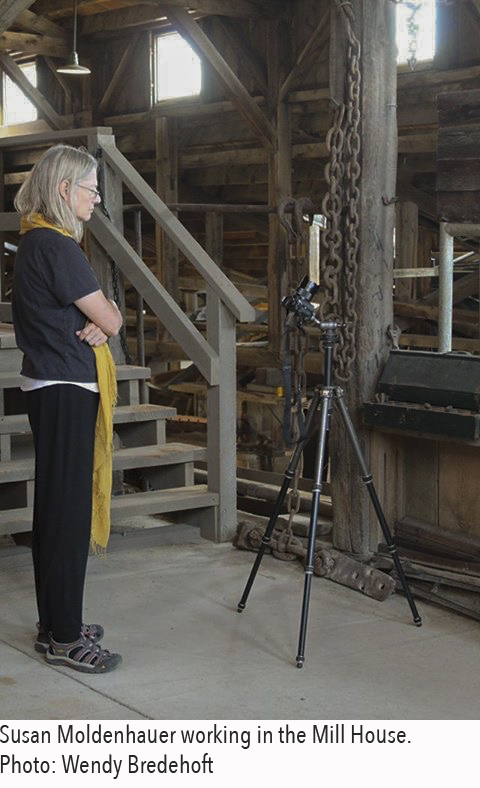 Susan Moldenhauer working in the Mill House.
Photo: Wendy Bredehoft